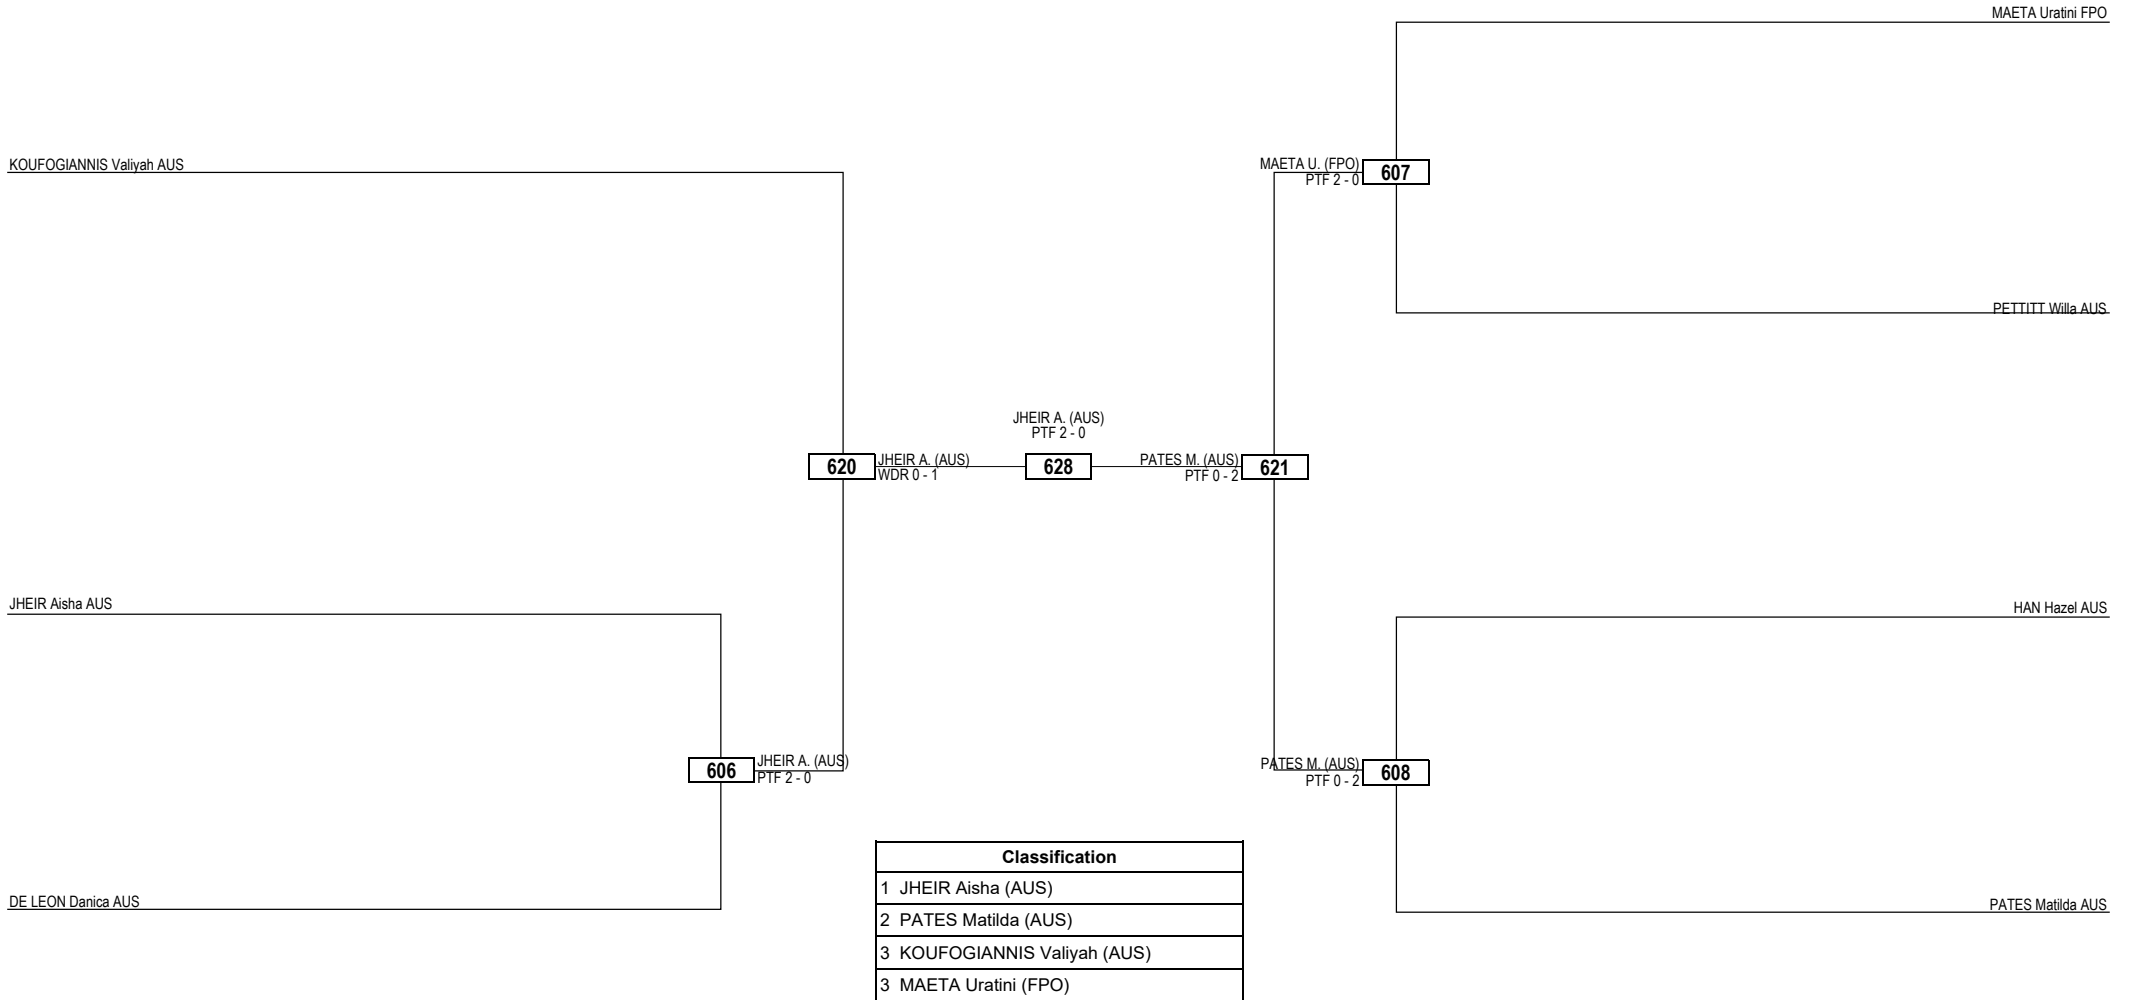 MAETA Uratini FPO
KOUFOGIANNIS Valiyah AUS
MAETA U. (FPO)
PTF 2 - 0
607
PETTITT Willa AUS
JHEIR A. (AUS)
PTF 2 - 0
620
JHEIR A. (AUS)
WDR 0 - 1
628
PATES M. (AUS)
PTF 0 - 2
621
JHEIR Aisha AUS
HAN Hazel AUS
606
JHEIR A. (AUS)
PTF 2 - 0
PATES M. (AUS)
PTF 0 - 2
608
DE LEON Danica AUS
PATES Matilda AUS
Classification
1 JHEIR Aisha (AUS)
2 PATES Matilda (AUS)
3 KOUFOGIANNIS Valiyah (AUS)
3 MAETA Uratini (FPO)